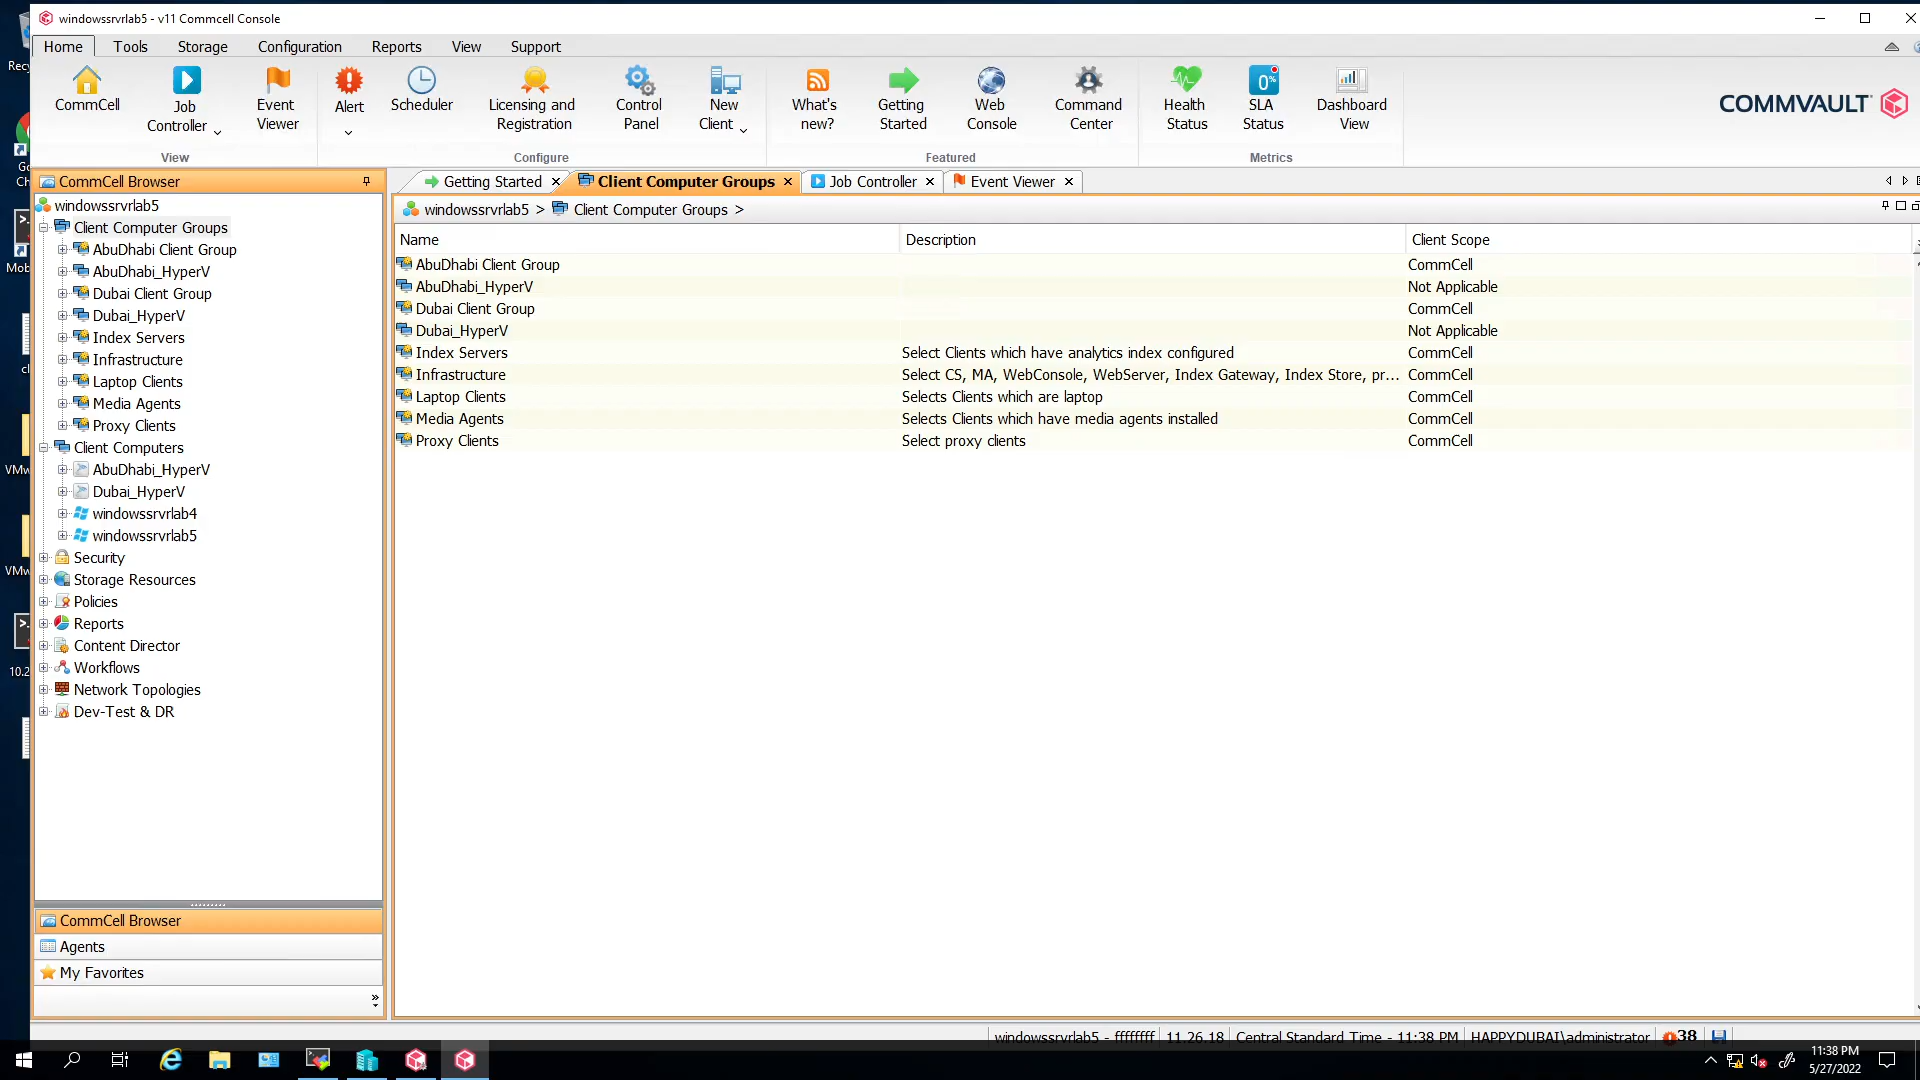 windowssrvrlab5 - v11 Commcell Console
Home Tools Storage Configuration Reports View Support
CommCell
Job Controller
Event Viewer
Alert
Scheduler
Licensing and Registration
Control Panel
New Client
What's new?
Getting Started
Web Console
Command Center
Health Status
0%
SLA Status
Dashboard View
COMMVAULT
View
Configure
Featured
Metrics
CommCell Browser
windowssrvrlab5
Client Computer Groups
AbuDhabi Client Group
AbuDhabi_HyperV
Dubai Client Group
Dubai_HyperV
Index Servers
Infrastructure
Laptop Clients
Media Agents
Proxy Clients
Client Computers
AbuDhabi_HyperV
Dubai_HyperV
windowssrvrlab4
windowssrvrlab5
Security
Storage Resources
Policies
Reports
Content Director
Workflows
Network Topologies
Dev-Test & DR
CommCell Browser
Agents
My Favorites
Getting Started Client Computer Groups Job Controller Event Viewer
windowssrvrlab5 > Client Computer Groups >
Name Description Client Scope
AbuDhabi Client Group CommCell
AbuDhabi_HyperV Not Applicable
Dubai Client Group CommCell
Dubai_HyperV Not Applicable
Index Servers Select Clients which have analytics index configured CommCell
Infrastructure Select CS, MA, WebConsole, WebServer, Index Gateway, Index Store, pr... CommCell
Laptop Clients Selects Clients which are laptop CommCell
Media Agents Selects Clients which have media agents installed CommCell
Proxy Clients Select proxy clients CommCell
windowssrvrlab5 - ffffffff 11.26.18 Central Standard Time - 11:38 PM HAPPYDUBAI\administrator 38
11:38 PM
5/27/2022